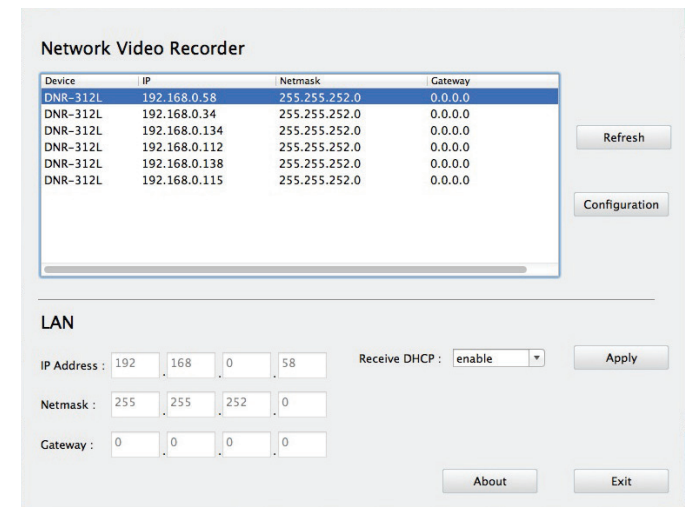 Network Video Recorder
Device IP Netmask Gateway
DNR-312L 192.168.0.58 255.255.252.0 0.0.0.0
DNR-312L 192.168.0.34 255.255.252.0 0.0.0.0
DNR-312L 192.168.0.134 255.255.252.0 0.0.0.0
DNR-312L 192.168.0.112 255.255.252.0 0.0.0.0
DNR-312L 192.168.0.138 255.255.252.0 0.0.0.0
DNR-312L 192.168.0.115 255.255.252.0 0.0.0.0
Refresh
Configuration
LAN
IP Address : 192 . 168 . 0 . 58 Receive DHCP : enable Apply
Netmask : 255 . 255 . 252 . 0
Gateway : 0 . 0 . 0 . 0
About Exit